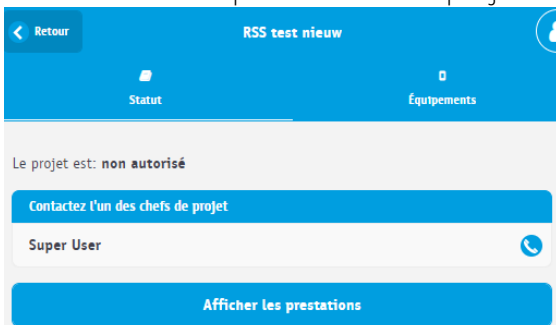 Retour
RSS test nieuw
Statut
Équipements
Le projet est: non autorisé
Contactez l'un des chefs de projet
Super User
Afficher les prestations